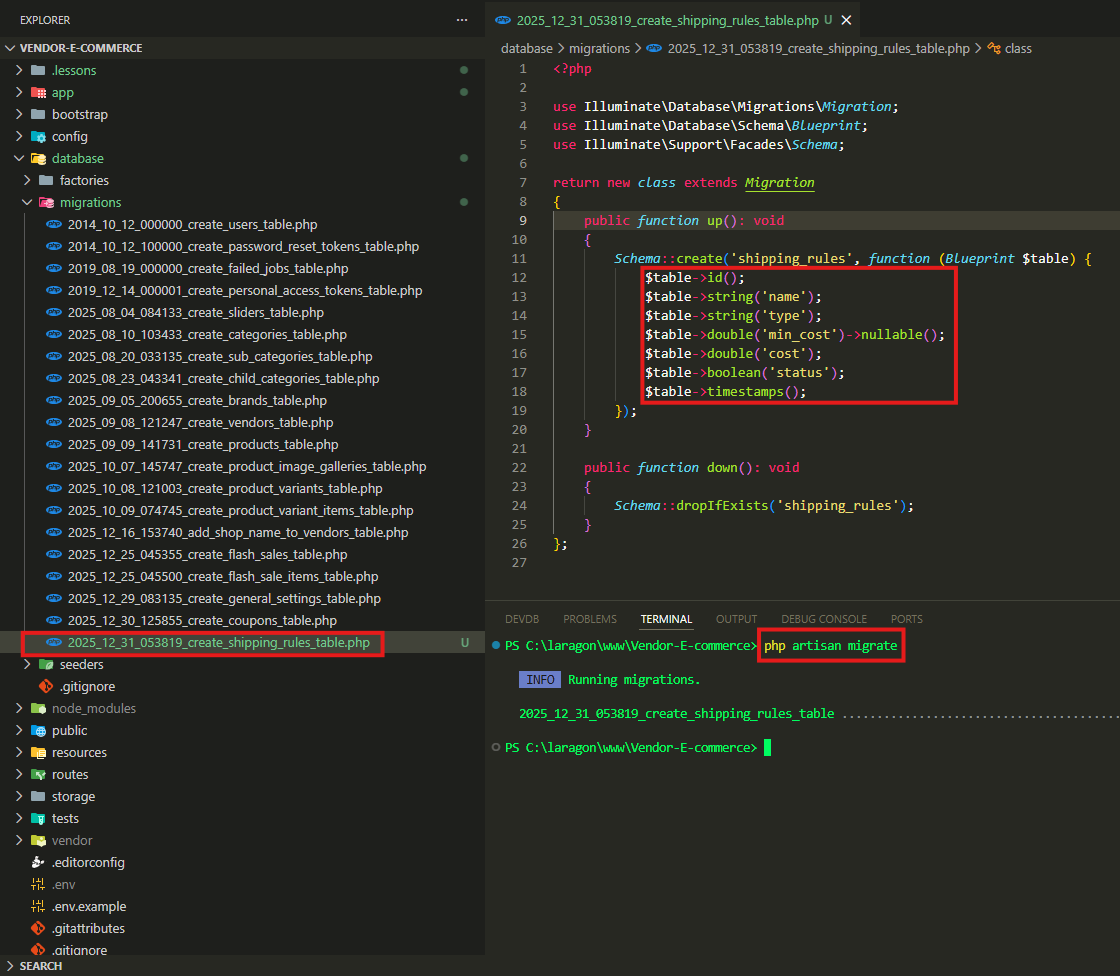 EXPLORER
···
VENDOR-E-COMMERCE
.lessons
app
bootstrap
config
database
factories
migrations
2014_10_12_000000_create_users_table.php
2014_10_12_100000_create_password_reset_tokens_table.php
2019_08_19_000000_create_failed_jobs_table.php
2019_12_14_000001_create_personal_access_tokens_table.php
2025_08_04_084133_create_sliders_table.php
2025_08_10_103433_create_categories_table.php
2025_08_20_033135_create_sub_categories_table.php
2025_08_23_043341_create_child_categories_table.php
2025_09_05_200655_create_brands_table.php
2025_09_08_121247_create_vendors_table.php
2025_09_09_141731_create_products_table.php
2025_10_07_145747_create_product_image_galleries_table.php
2025_10_08_121003_create_product_variants_table.php
2025_10_09_074745_create_product_variant_items_table.php
2025_12_16_153740_add_shop_name_to_vendors_table.php
2025_12_25_045355_create_flash_sales_table.php
2025_12_25_045500_create_flash_sale_items_table.php
2025_12_29_083135_create_general_settings_table.php
2025_12_30_125855_create_coupons_table.php
2025_12_31_053819_create_shipping_rules_table.php U
seeders
.gitignore
node_modules
public
resources
routes
storage
tests
vendor
.editorconfig
.env
.env.example
.gitattributes
.gitignore
SEARCH
2025_12_31_053819_create_shipping_rules_table.php U
database > migrations > 2025_12_31_053819_create_shipping_rules_table.php > class
1 <?php
2
3 use Illuminate\Database\Migrations\Migration;
4 use Illuminate\Database\Schema\Blueprint;
5 use Illuminate\Support\Facades\Schema;
6
7 return new class extends Migration
8 {
9 public function up(): void
10 {
11 Schema::create('shipping_rules', function (Blueprint $table) {
12 $table->id();
13 $table->string('name');
14 $table->string('type');
15 $table->double('min_cost')->nullable();
16 $table->double('cost');
17 $table->boolean('status');
18 $table->timestamps();
19 });
20 }
21
22 public function down(): void
23 {
24 Schema::dropIfExists('shipping_rules');
25 }
26 };
27
DEVDB PROBLEMS TERMINAL OUTPUT DEBUG CONSOLE PORTS
PS C:\laragon\www\Vendor-E-commerce> php artisan migrate
INFO Running migrations.
2025_12_31_053819_create_shipping_rules_table ....................................
PS C:\laragon\www\Vendor-E-commerce>